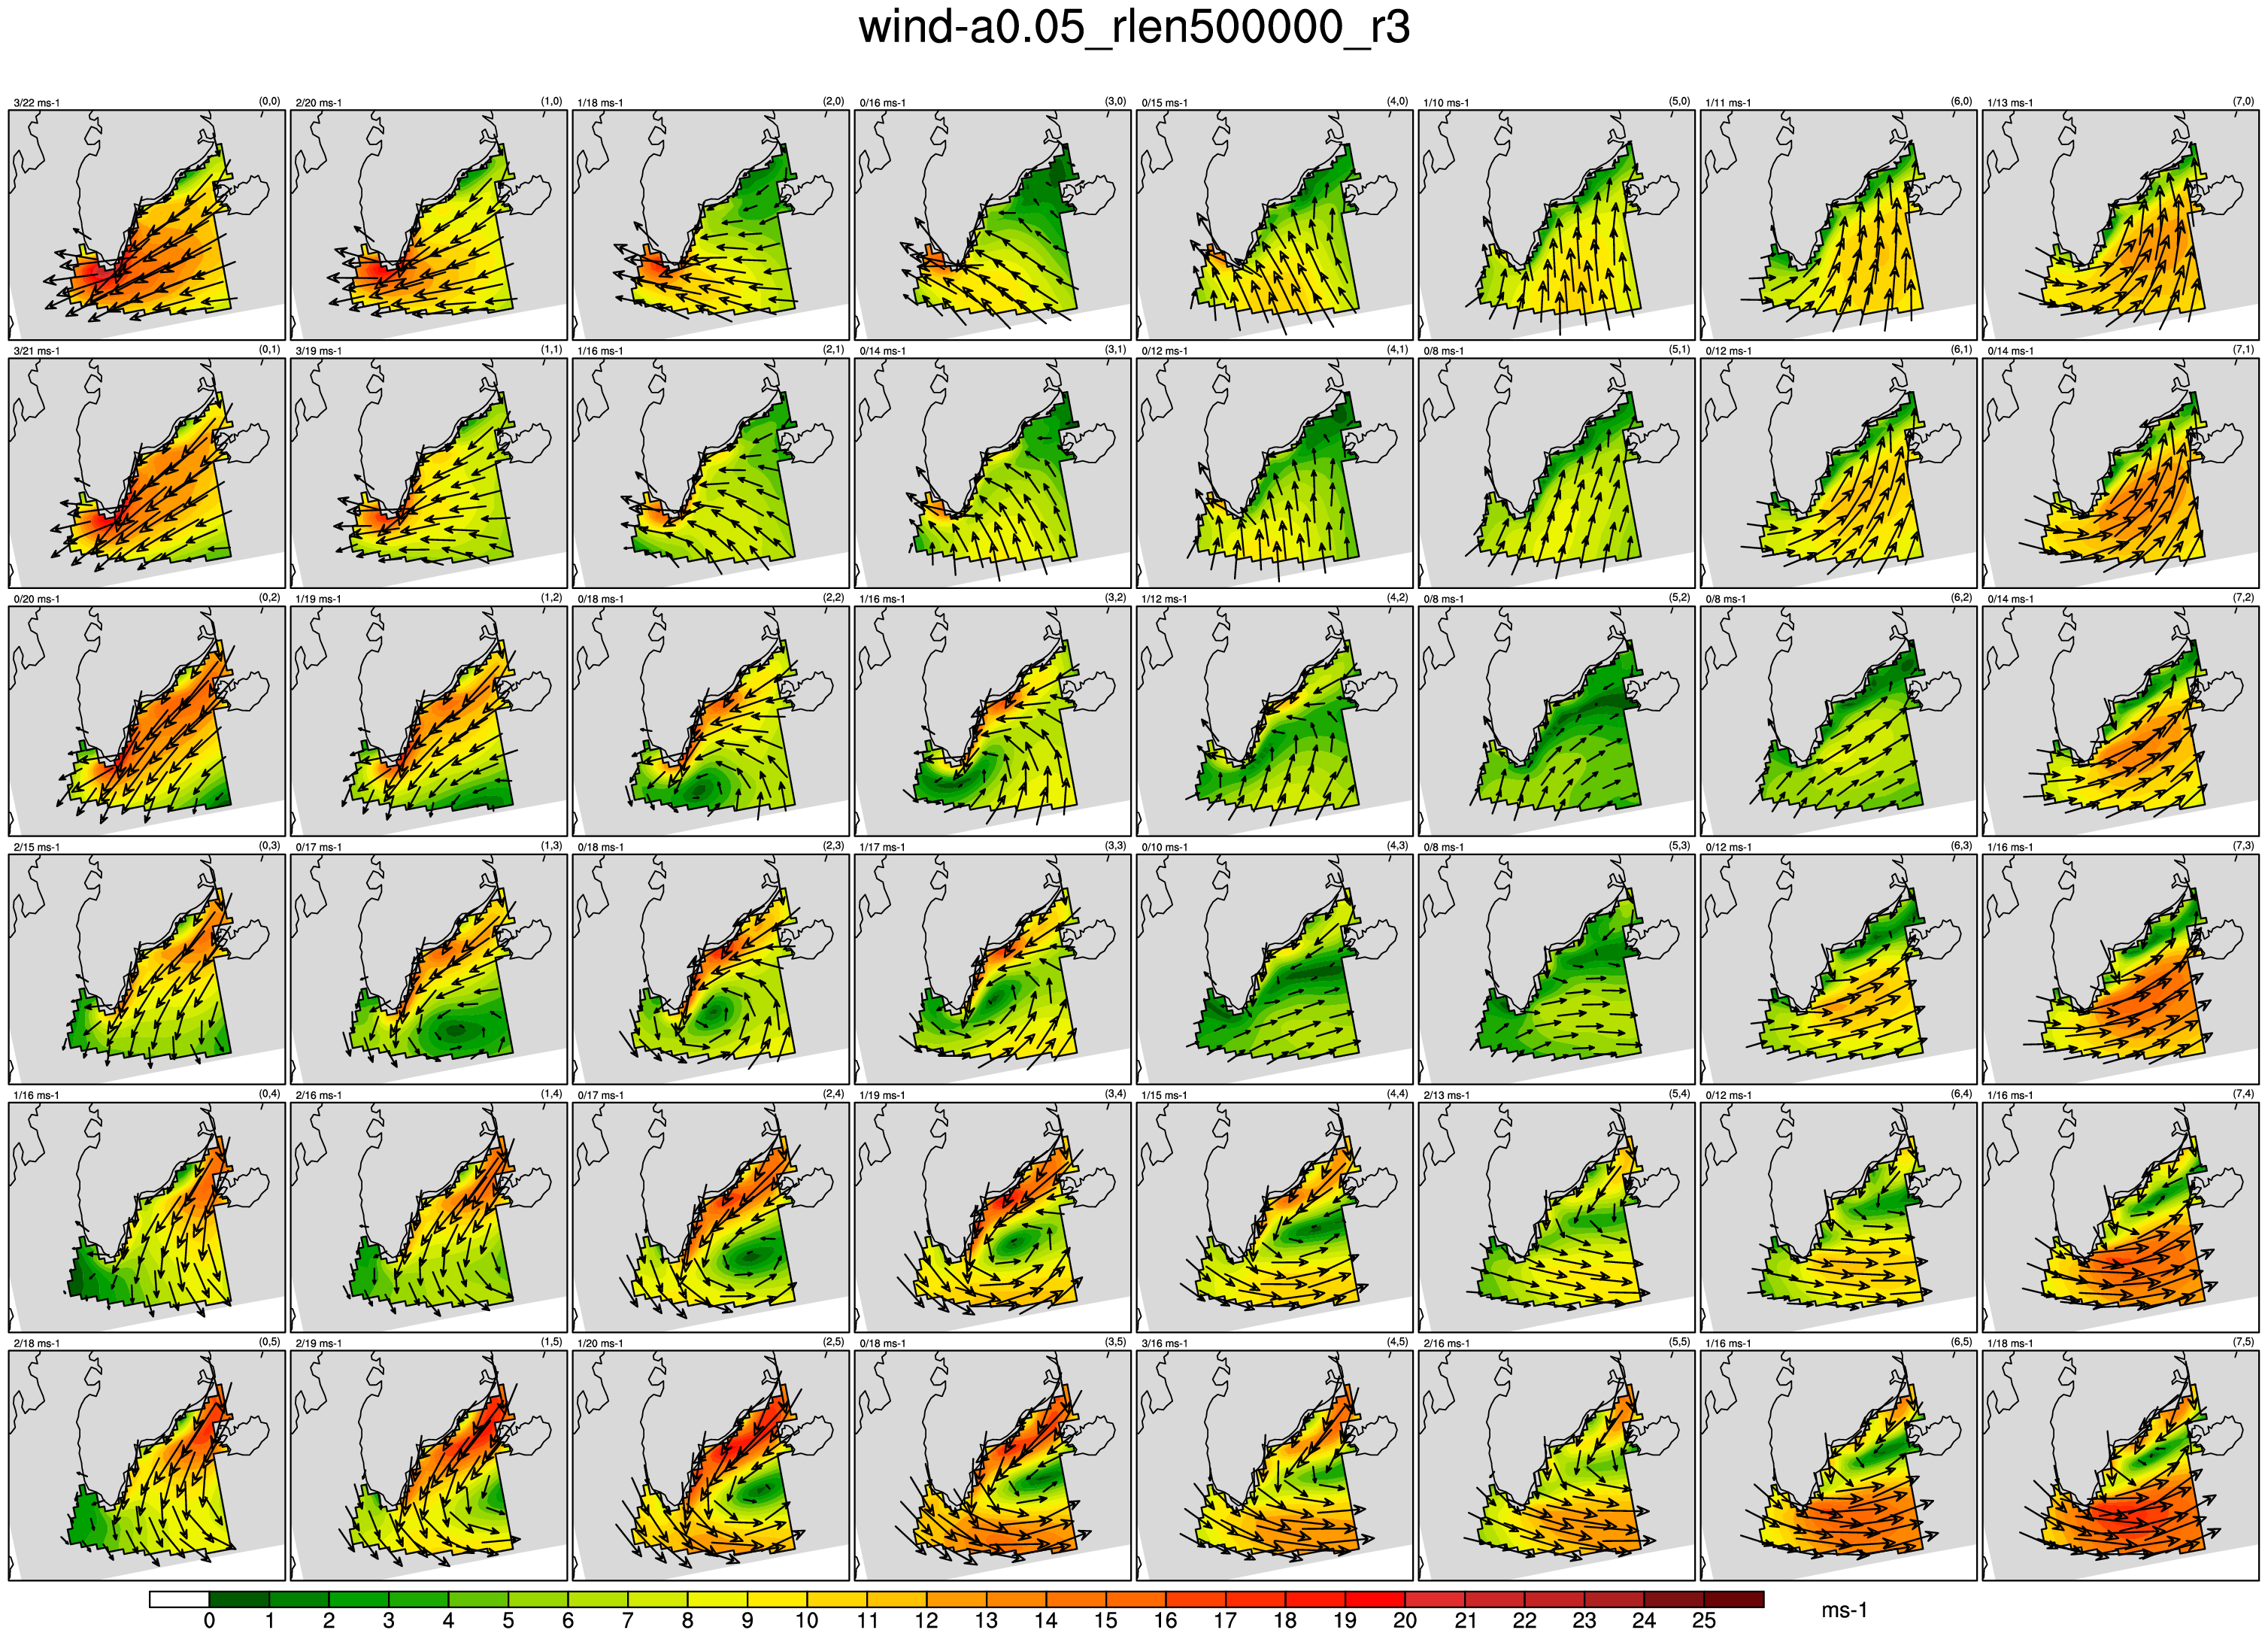 wind-a0.05_rlen500000_r3
3/22 ms-1 (0,0) 2/20 ms-1 (1,0) 1/18 ms-1 (2,0) 0/16 ms-1 (3,0) 0/15 ms-1 (4,0) 1/10 ms-1 (5,0) 1/11 ms-1 (6,0) 1/13 ms-1 (7,0)
3/21 ms-1 (0,1) 3/19 ms-1 (1,1) 1/16 ms-1 (2,1) 0/14 ms-1 (3,1) 0/12 ms-1 (4,1) 0/8 ms-1 (5,1) 0/12 ms-1 (6,1) 0/14 ms-1 (7,1)
0/20 ms-1 (0,2) 1/19 ms-1 (1,2) 0/18 ms-1 (2,2) 1/16 ms-1 (3,2) 1/12 ms-1 (4,2) 0/8 ms-1 (5,2) 0/8 ms-1 (6,2) 0/14 ms-1 (7,2)
2/15 ms-1 (0,3) 0/17 ms-1 (1,3) 0/18 ms-1 (2,3) 1/17 ms-1 (3,3) 0/10 ms-1 (4,3) 0/8 ms-1 (5,3) 0/12 ms-1 (6,3) 1/16 ms-1 (7,3)
1/16 ms-1 (0,4) 2/16 ms-1 (1,4) 0/17 ms-1 (2,4) 1/19 ms-1 (3,4) 1/15 ms-1 (4,4) 2/13 ms-1 (5,4) 0/12 ms-1 (6,4) 1/16 ms-1 (7,4)
2/18 ms-1 (0,5) 2/19 ms-1 (1,5) 1/20 ms-1 (2,5) 0/18 ms-1 (3,5) 3/16 ms-1 (4,5) 2/16 ms-1 (5,5) 1/16 ms-1 (6,5) 1/18 ms-1 (7,5)
0 1 2 3 4 5 6 7 8 9 10 11 12 13 14 15 16 17 18 19 20 21 22 23 24 25 ms-1